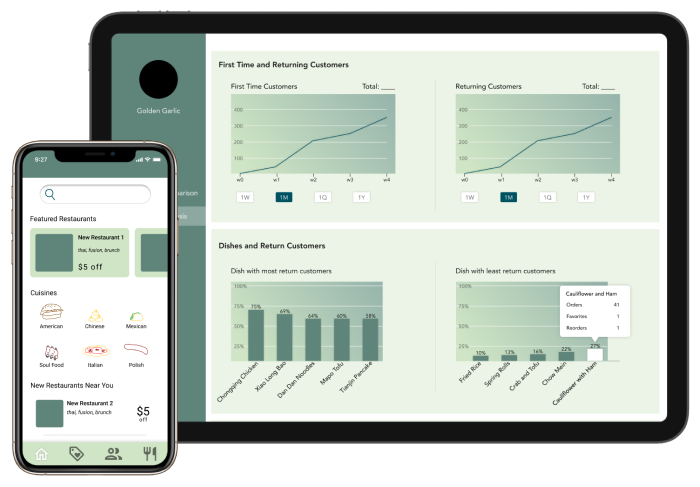 Golden Garlic
arison
First Time and Returning Customers
First Time Customers Total: ____
400
300
200
100
w0 w1 w2 w3 w4
1W 1M 1Q 1Y
Returning Customers Total: ____
400
300
200
100
w0 w1 w2 w3 w4
1W 1M 1Q 1Y
Dishes and Return Customers
Dish with most return customers
100%
75%
50%
25%
75% 69% 64% 60% 58%
Chongqing Chicken
Xiao Long Bao
Dan Dan Noodles
Mapo Tofu
Tianjin Pancake
Dish with least return customers
100%
75%
50%
25%
10% 13% 16% 22% 27%
Fried Rice
Spring Rolls
Crab and Tofu
Chow Mein
Cauliflower with Ham
Cauliflower and Ham
Orders 41
Favorites 1
Reorders 1
9:27
Featured Restaurants
New Restaurant 1
thai, fusion, brunch
$5 off
Cuisines
American Chinese Mexican
Soul Food Italian Polish
New Restaurants Near You
New Restaurant 2
thai, fusion, brunch
$5
off